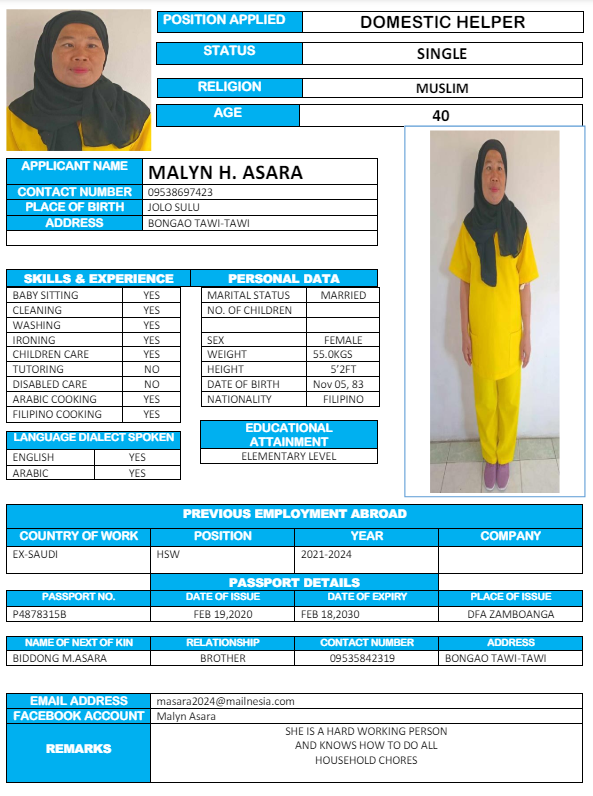 POSITION APPLIED DOMESTIC HELPER
STATUS SINGLE
RELIGION MUSLIM
AGE 40
APPLICANT NAME MALYN H. ASARA
CONTACT NUMBER 09538697423
PLACE OF BIRTH JOLO SULU
ADDRESS BONGAO TAWI-TAWI
SKILLS & EXPERIENCE
BABY SITTING YES
CLEANING YES
WASHING YES
IRONING YES
CHILDREN CARE YES
TUTORING NO
DISABLED CARE NO
ARABIC COOKING YES
FILIPINO COOKING YES
LANGUAGE DIALECT SPOKEN
ENGLISH YES
ARABIC YES
PERSONAL DATA
MARITAL STATUS MARRIED
NO. OF CHILDREN
SEX FEMALE
WEIGHT 55.0KGS
HEIGHT 5’2FT
DATE OF BIRTH Nov 05, 83
NATIONALITY FILIPINO
EDUCATIONAL
ATTAINMENT
ELEMENTARY LEVEL
PREVIOUS EMPLOYMENT ABROAD
COUNTRY OF WORK POSITION YEAR COMPANY
EX-SAUDI HSW 2021-2024
PASSPORT DETAILS
PASSPORT NO. DATE OF ISSUE DATE OF EXPIRY PLACE OF ISSUE
P4878315B FEB 19,2020 FEB 18,2030 DFA ZAMBOANGA
NAME OF NEXT OF KIN RELATIONSHIP CONTACT NUMBER ADDRESS
BIDDONG M.ASARA BROTHER 09535842319 BONGAO TAWI-TAWI
EMAIL ADDRESS masara2024@mailnesia.com
FACEBOOK ACCOUNT Malyn Asara
REMARKS
SHE IS A HARD WORKING PERSON
AND KNOWS HOW TO DO ALL
HOUSEHOLD CHORES